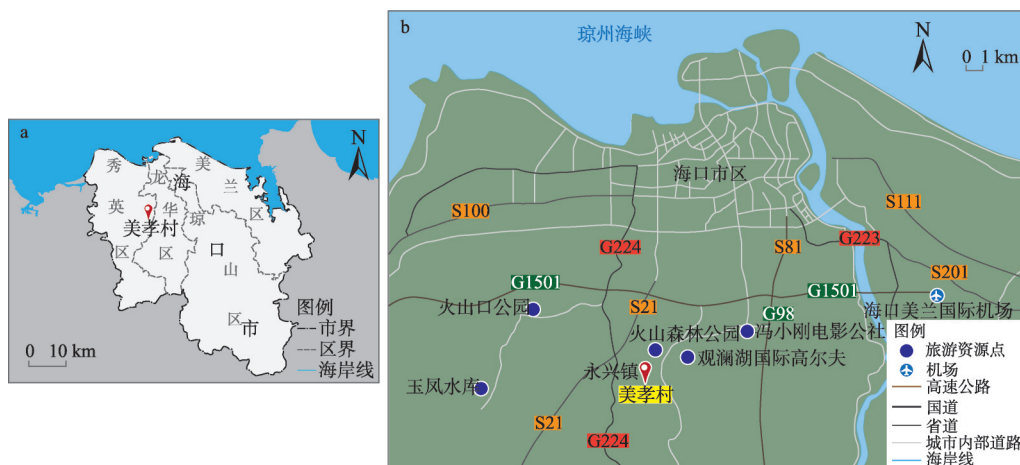 a
N
秀
英
区
龙
华
区
海
口
市
美
兰
区
琼
山
区
美孝村
0 10 km
图例
市界
区界
海岸线
b
琼州海峡
N
0 1 km
海口市区
S100
S111
G224
S81
G223
S201
G1501
G1501
火山口公园
S21
G98
海口美兰国际机场
火山森林公园
冯小刚电影公社
观澜湖国际高尔夫
永兴镇
美孝村
玉凤水库
S21
G224
图例
旅游资源点
机场
高速公路
国道
省道
城市内部道路
海岸线